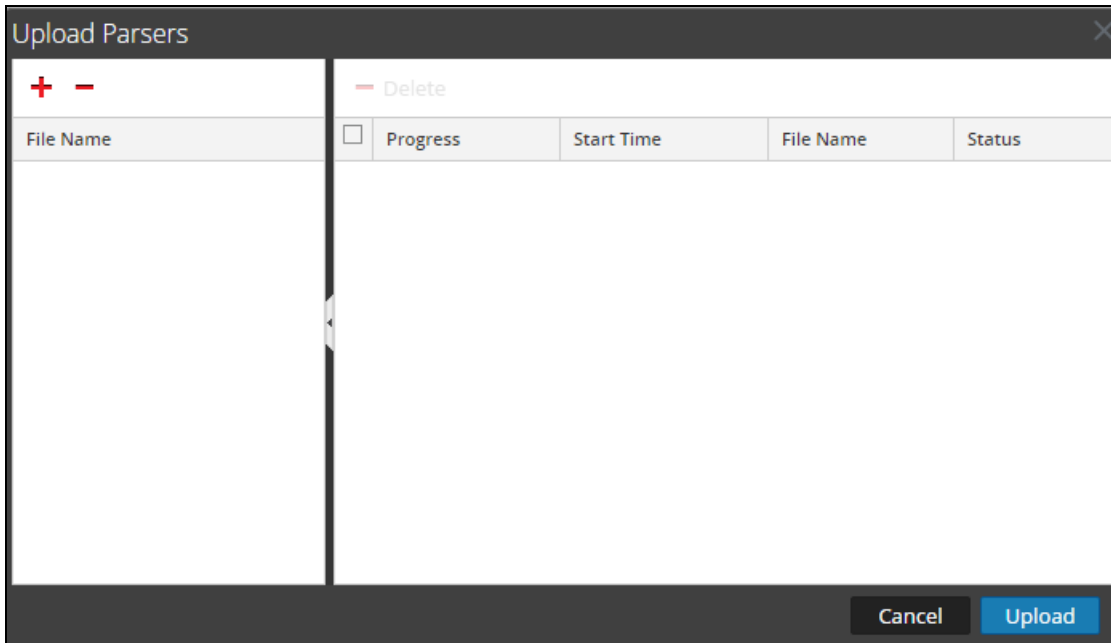 Upload Parsers
Delete
File Name
Progress Start Time File Name Status
Cancel Upload